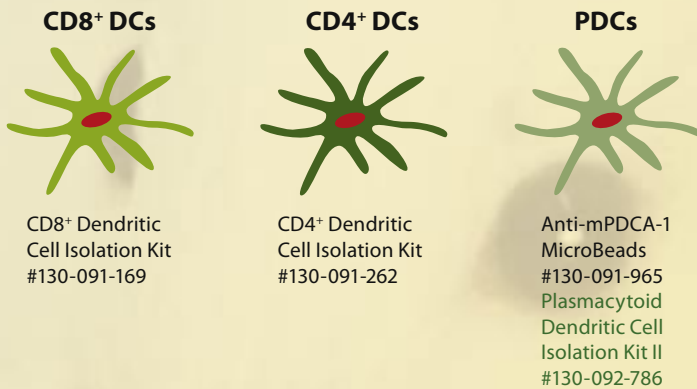 CD8⁺ DCs
CD4⁺ DCs
PDCs
CD8⁺ Dendritic
Cell Isolation Kit
#130-091-169
CD4⁺ Dendritic
Cell Isolation Kit
#130-091-262
Anti-mPDCA-1
MicroBeads
#130-091-965
Plasmacytoid
Dendritic Cell
Isolation Kit II
#130-092-786